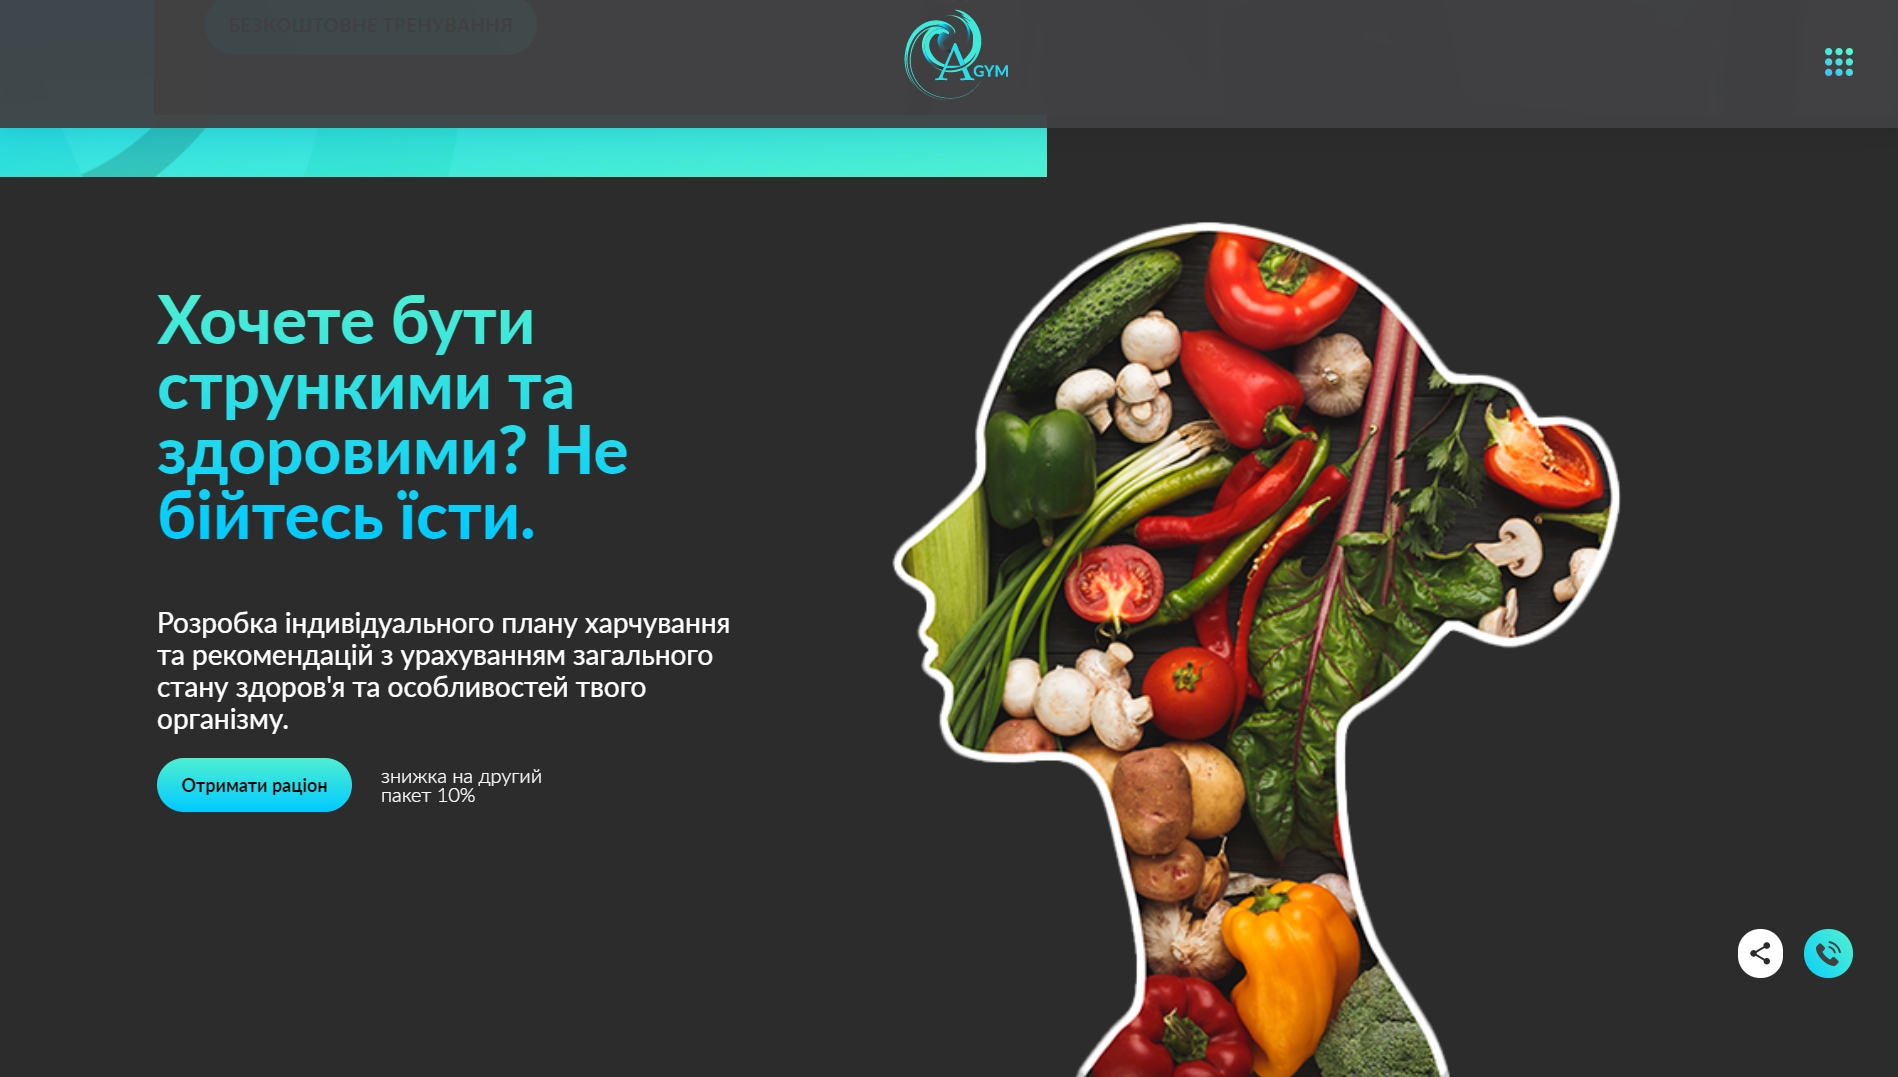 БЕЗКОШТОВНЕ ТРЕНУВАННЯ
A GYM
Хочете бути
стрункими та
здоровими? Не
бійтесь їсти.
Розробка індивідуального плану харчування
та рекомендацій з урахуванням загального
стану здоров'я та особливостей твого
організму.
Отримати раціон
знижка на другий
пакет 10%